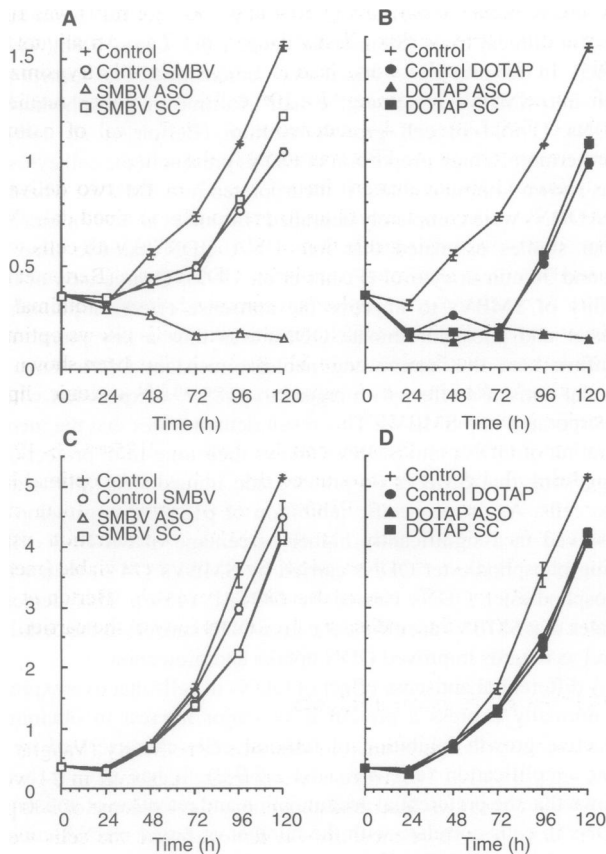 A
Control
Control SMBV
SMBV ASO
SMBV SC
1.5
1
0.5
0 24 48 72 96 120
Time (h)
B
Control
Control DOTAP
DOTAP ASO
DOTAP SC
0 24 48 72 96 120
Time (h)
C
Control
Control SMBV
SMBV ASO
SMBV SC
5
4
3
2
1
0
0 24 48 72 96 120
Time (h)
D
Control
Control DOTAP
DOTAP ASO
DOTAP SC
0 24 48 72 96 120
Time (h)